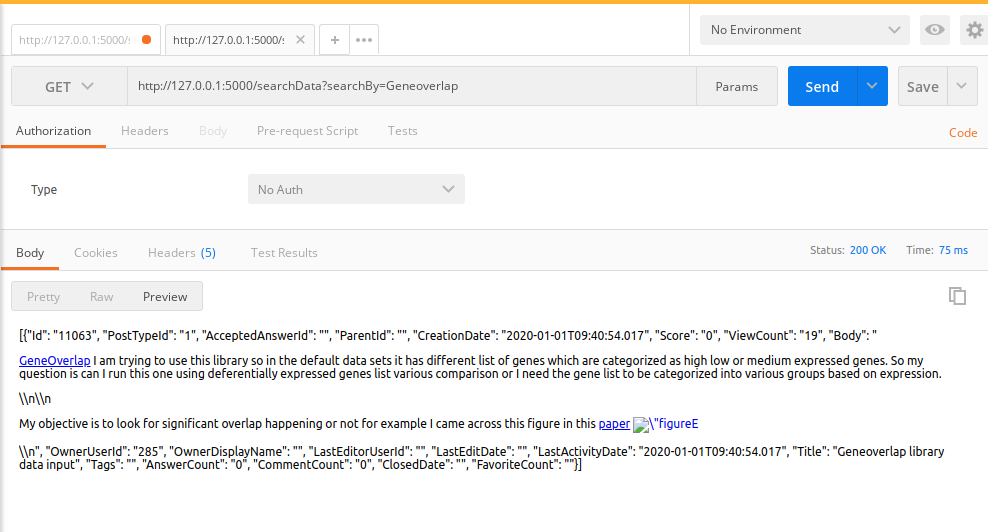 http://127.0.0.1:5000/s
http://127.0.0.1:5000/s
No Environment
GET
http://127.0.0.1:5000/searchData?searchBy=Geneoverlap
Params
Send
Save
Authorization
Headers
Body
Pre-request Script
Tests
Code
Type
No Auth
Body
Cookies
Headers (5)
Test Results
Status: 200 OK
Time: 75 ms
Pretty
Raw
Preview
[{"Id": "11063", "PostTypeId": "1", "AcceptedAnswerId": "", "ParentId": "", "CreationDate": "2020-01-01T09:40:54.017", "Score": "0", "ViewCount": "19", "Body": "
GeneOverlap I am trying to use this library so in the default data sets it has different list of genes which are categorized as high low or medium expressed genes. So my
question is can I run this one using deferentially expressed genes list various comparison or I need the gene list to be categorized into various groups based on expression.
\\n\\n
My objective is to look for significant overlap happening or not for example I came across this figure in this paper \"figureE
\\n", "OwnerUserId": "285", "OwnerDisplayName": "", "LastEditorUserId": "", "LastEditDate": "", "LastActivityDate": "2020-01-01T09:40:54.017", "Title": "Geneoverlap library
data input", "Tags": "", "AnswerCount": "0", "CommentCount": "0", "ClosedDate": "", "FavoriteCount": ""}]